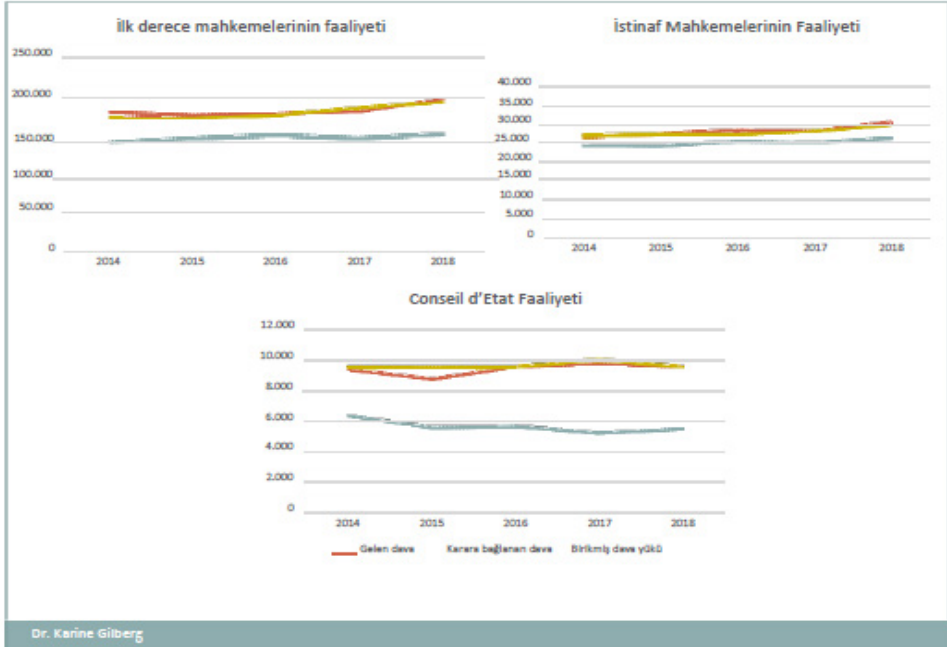 İlk derece mahkemelerinin faaliyeti
250.000
200.000
150.000
100.000
50.000
0
2014 2015 2016 2017 2018
İstinaf Mahkemelerinin Faaliyeti
40.000
35.000
30.000
25.000
20.000
15.000
10.000
5.000
0
2014 2015 2016 2017 2018
Conseil d'Etat Faaliyeti
12.000
10.000
8.000
6.000
4.000
2.000
0
2014 2015 2016 2017 2018
Gelen dava Karara bağlanan dava Birikmiş dava yükü
Dr. Karine Gilberg